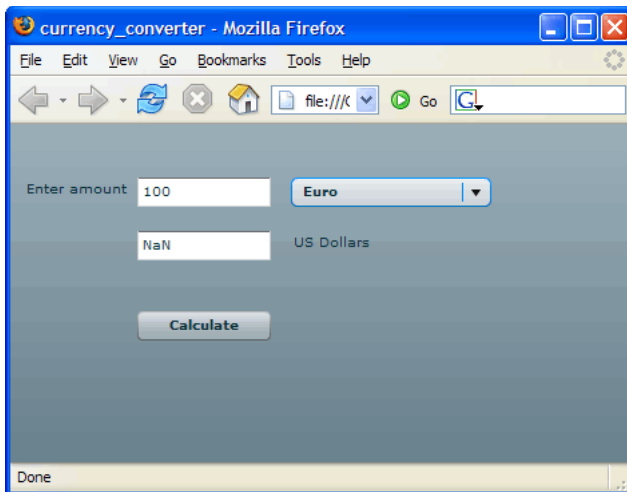 currency_converter - Mozilla Firefox
File Edit View Go Bookmarks Tools Help
file:///C Go G
Enter amount 100 Euro
NaN US Dollars
Calculate
Done